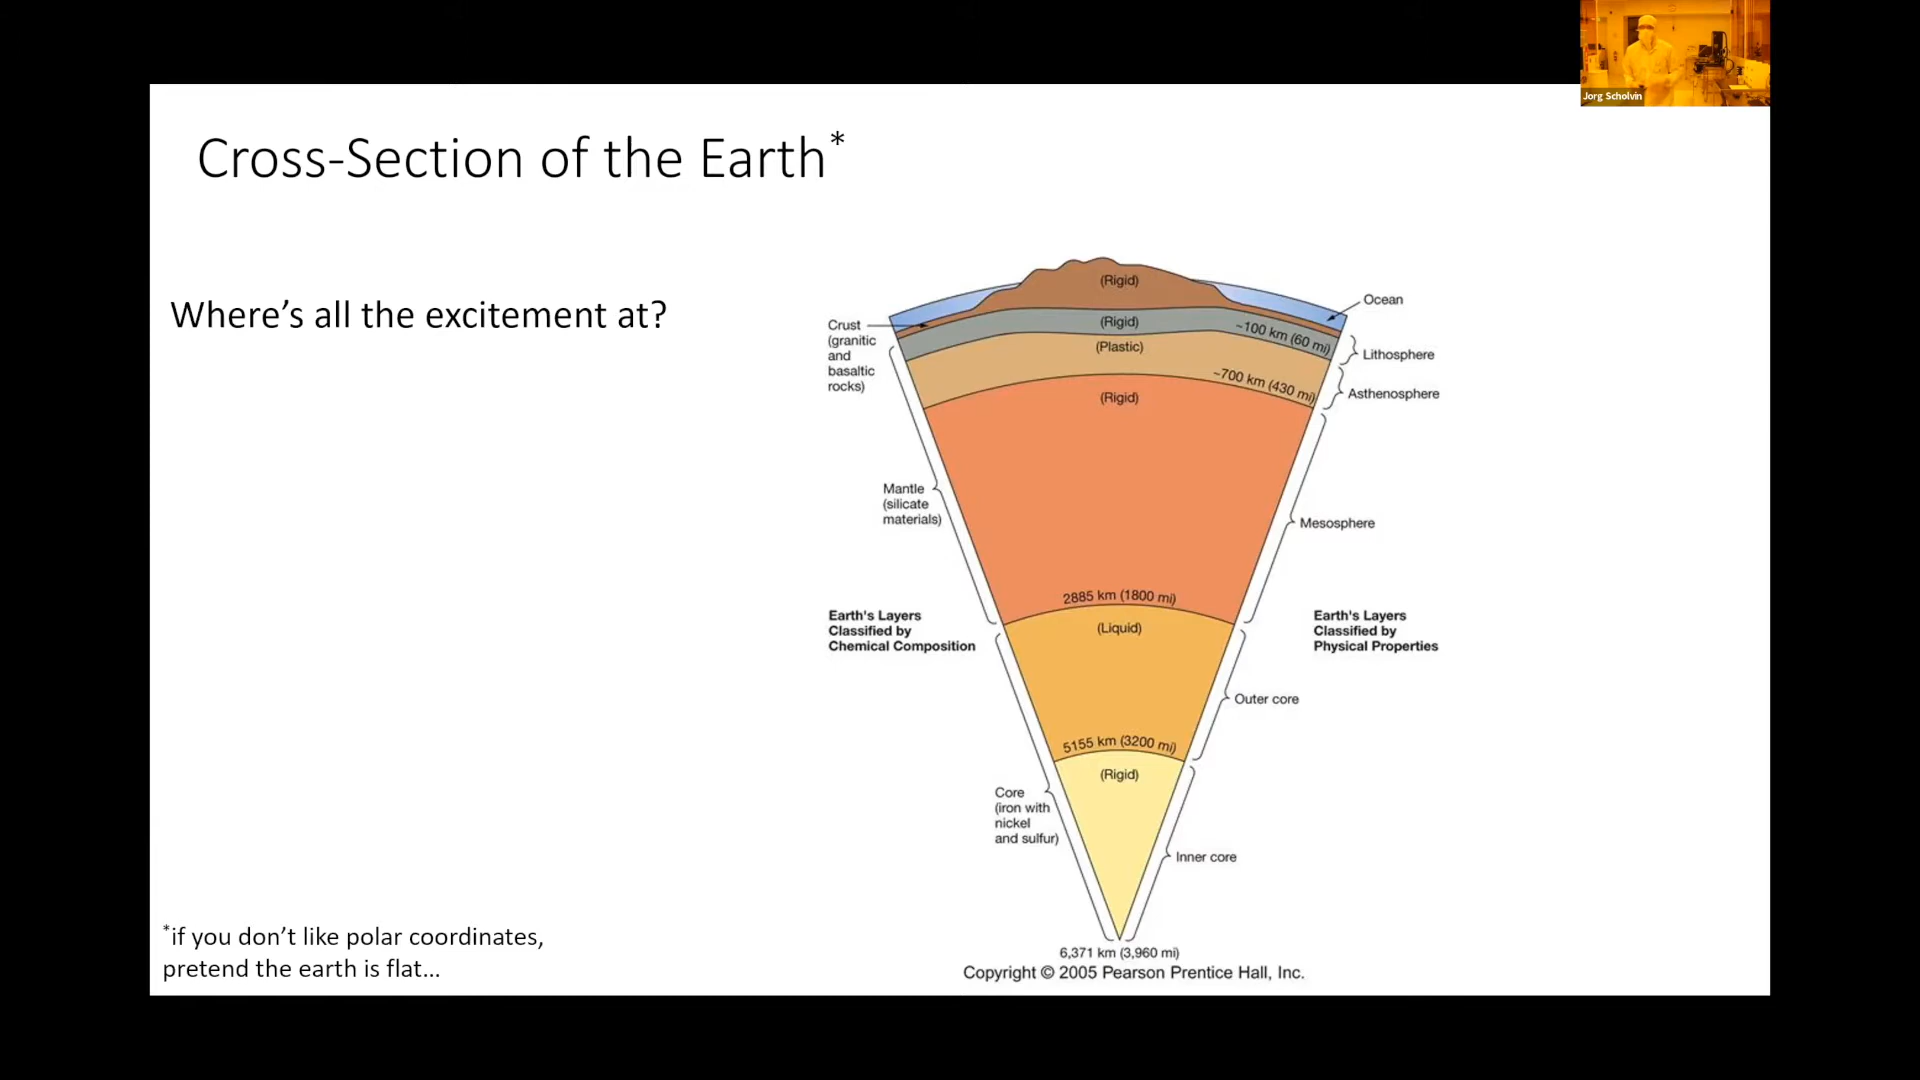 Jorg Scholvin
Cross-Section of the Earth*
Where's all the excitement at?
(Rigid)
Ocean
Crust
(granitic
and
basaltic
rocks)
(Rigid)
~100 km (60 mi)
(Plastic)
Lithosphere
~700 km (430 mi)
Asthenosphere
(Rigid)
Mantle
(silicate
materials)
Mesosphere
2885 km (1800 mi)
(Liquid)
Earth's Layers
Classified by
Chemical Composition
Earth's Layers
Classified by
Physical Properties
Outer core
5155 km (3200 mi)
(Rigid)
Core
(iron with
nickel
and sulfur)
Inner core
*if you don't like polar coordinates,
pretend the earth is flat...
6,371 km (3,960 mi)
Copyright © 2005 Pearson Prentice Hall, Inc.